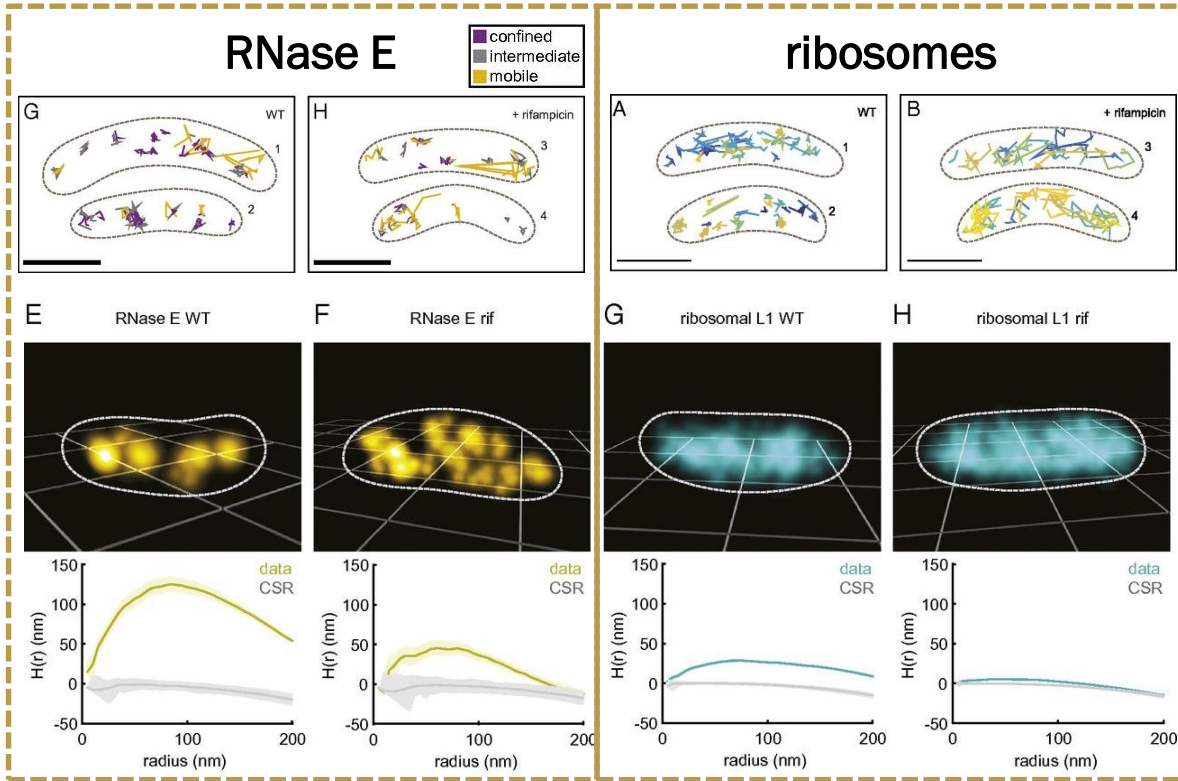 RNase E
confined
intermediate
mobile
ribosomes
G
WT
1
2
H
+ rifampicin
3
4
A
WT
1
2
B
+ rifampicin
3
4
E
RNase E WT
F
RNase E rif
G
ribosomal L1 WT
H
ribosomal L1 rif
150
100
50
0
-50
H(r) (nm)
data
CSR
0
100
200
radius (nm)
150
100
50
0
-50
H(r) (nm)
data
CSR
0
100
200
radius (nm)
150
100
50
0
-50
H(r) (nm)
data
CSR
0
100
200
radius (nm)
150
100
50
0
-50
H(r) (nm)
data
CSR
0
100
200
radius (nm)